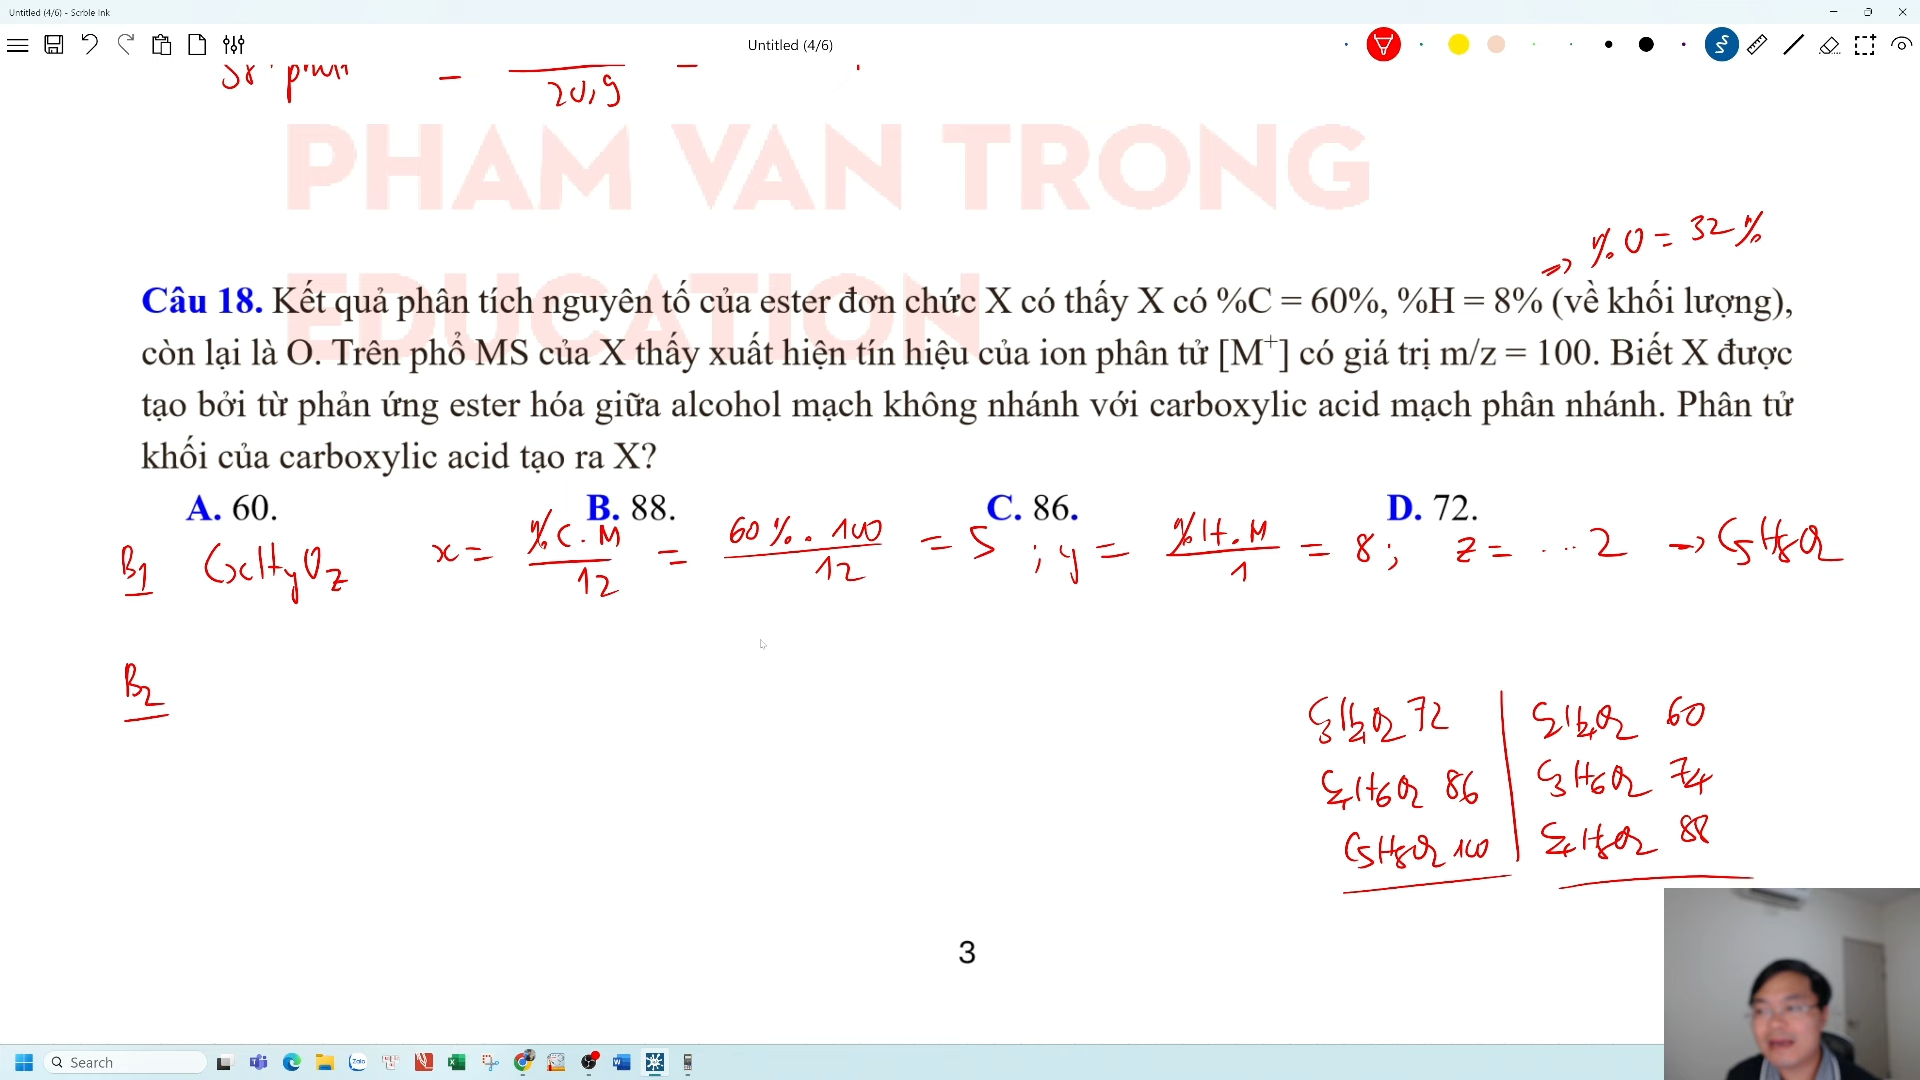 Untitled (4/6) - Scrble Ink
Untitled (4/6)
20,9
PHAM VAN TRONG
EDUCATION
=> %O = 32%
Câu 18. Kết quả phân tích nguyên tố của ester đơn chức X có thấy X có %C = 60%, %H = 8% (về khối lượng),
còn lại là O. Trên phổ MS của X thấy xuất hiện tín hiệu của ion phân tử [M⁺] có giá trị m/z = 100. Biết X được
tạo bởi từ phản ứng ester hóa giữa alcohol mạch không nhánh với carboxylic acid mạch phân nhánh. Phân tử
khối của carboxylic acid tạo ra X?
A. 60. B. 88. C. 86. D. 72.
B1 CxHyOz x = %C.M/12 = 60%.100/12 = 5 ; y = %H.M/1 = 8 ; z = ... 2 → C5H8O2
B2
C3H4O2 72 | C2H4O2 60
C4H6O2 86 | C3H6O2 74
C5H8O2 100 | C4H8O2 88
3
Search
Zalo